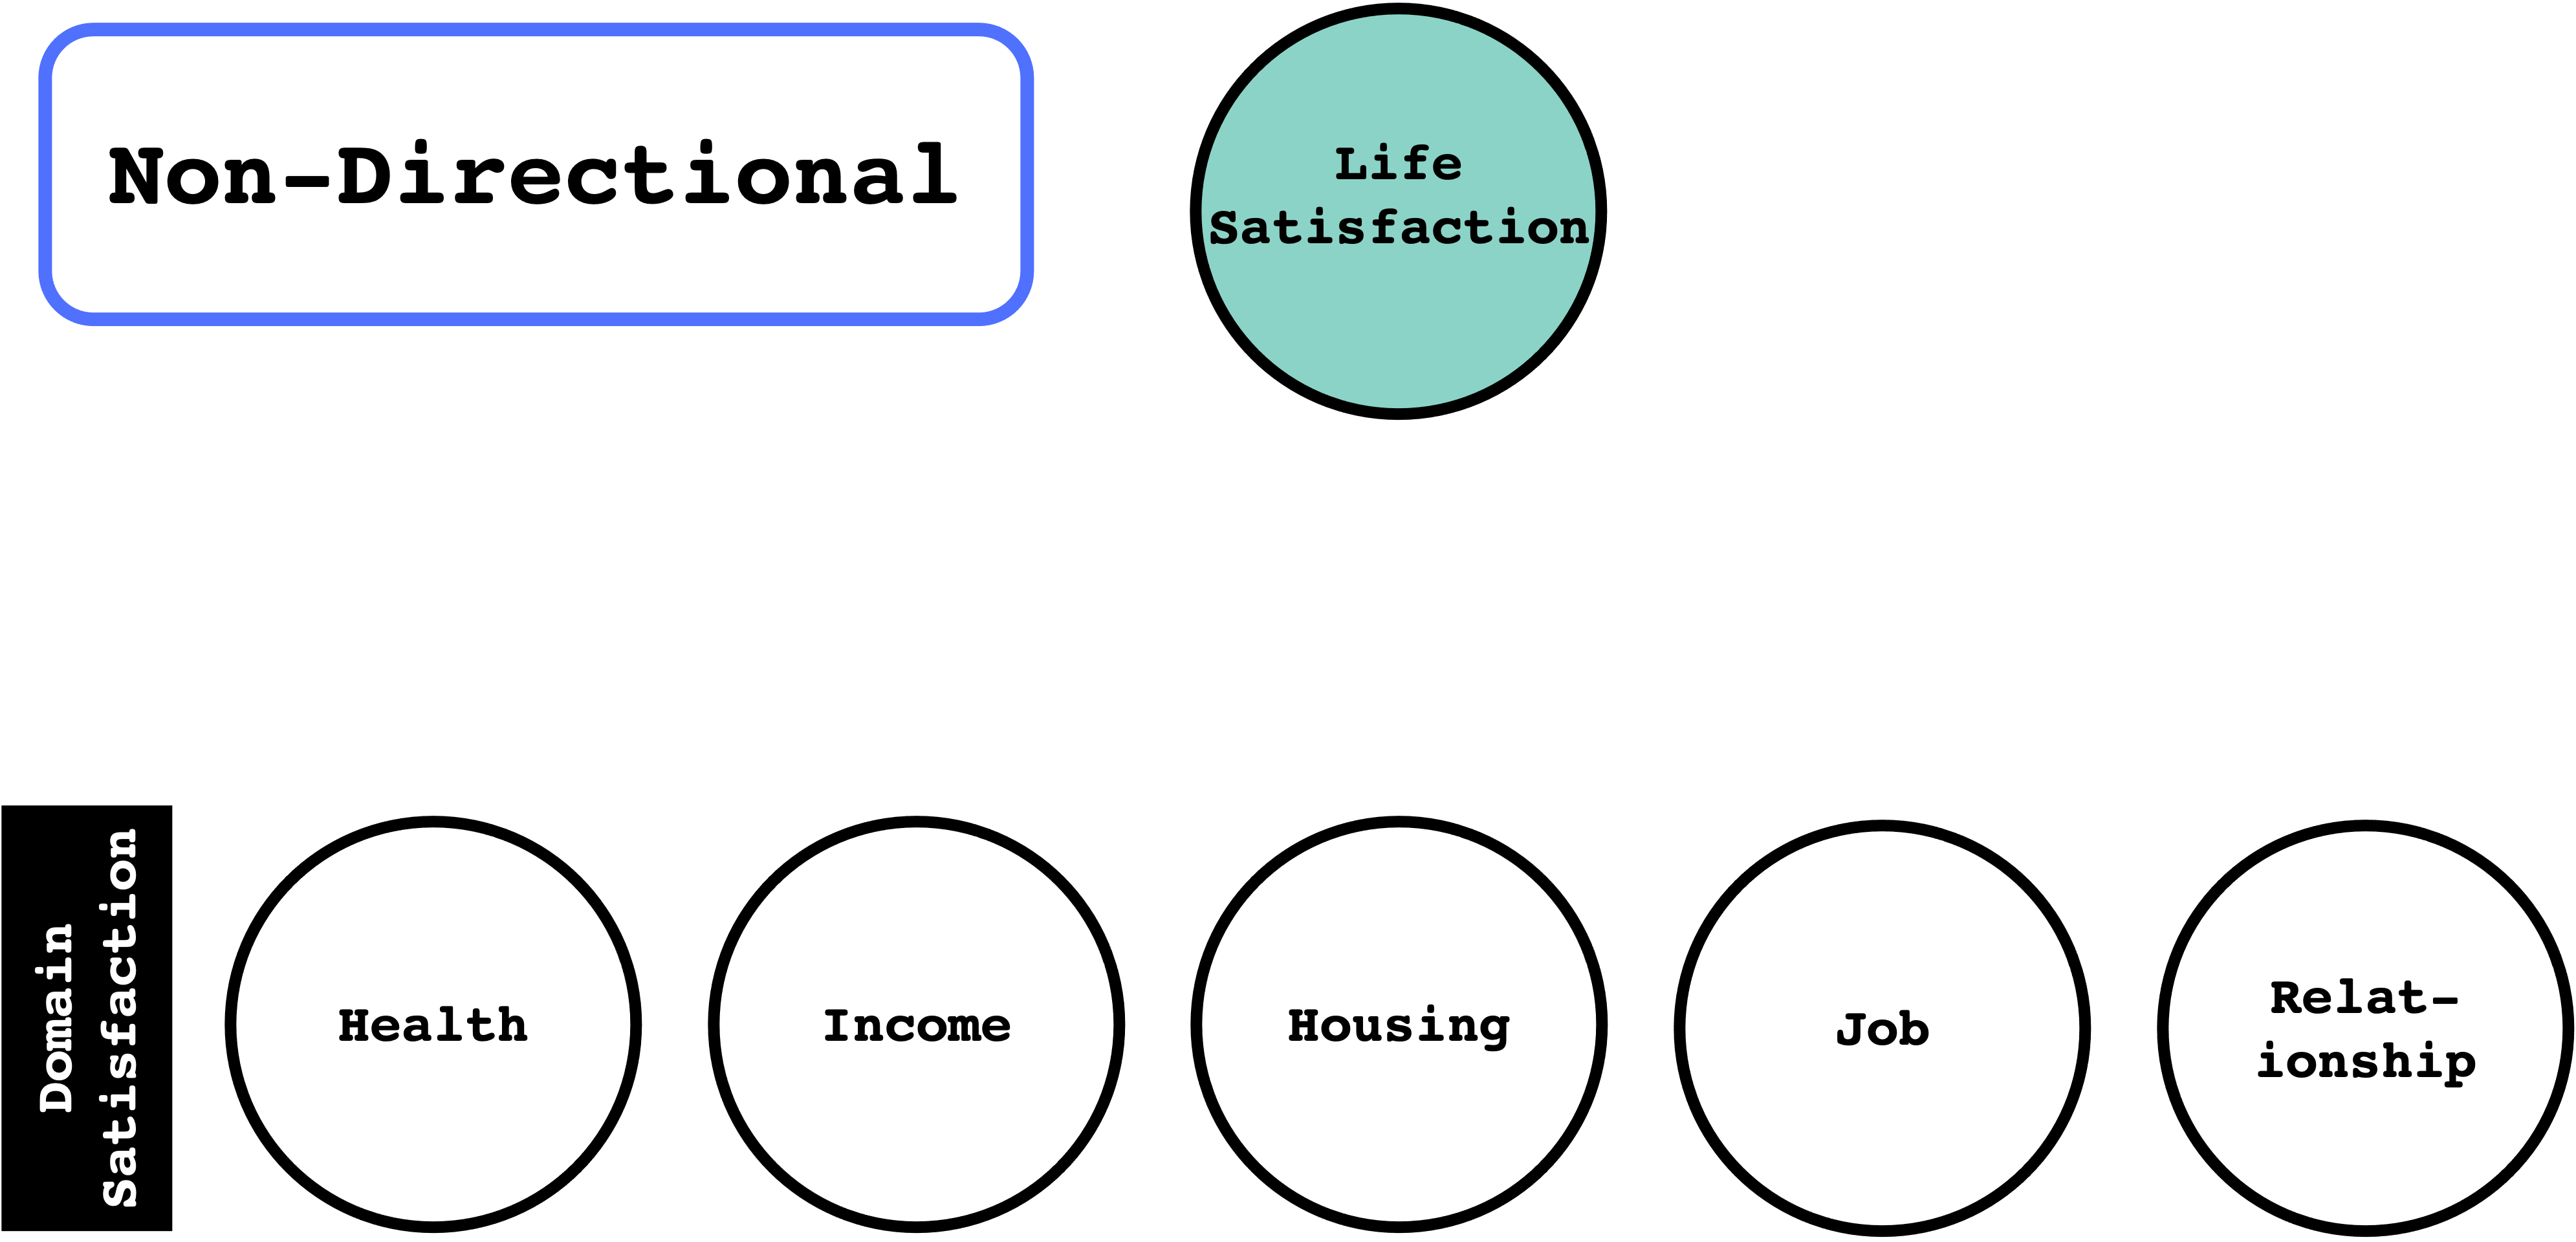 Non-Directional
Life
Satisfaction
Domain
Satisfaction
Health
Income
Housing
Job
Relat-
ionship